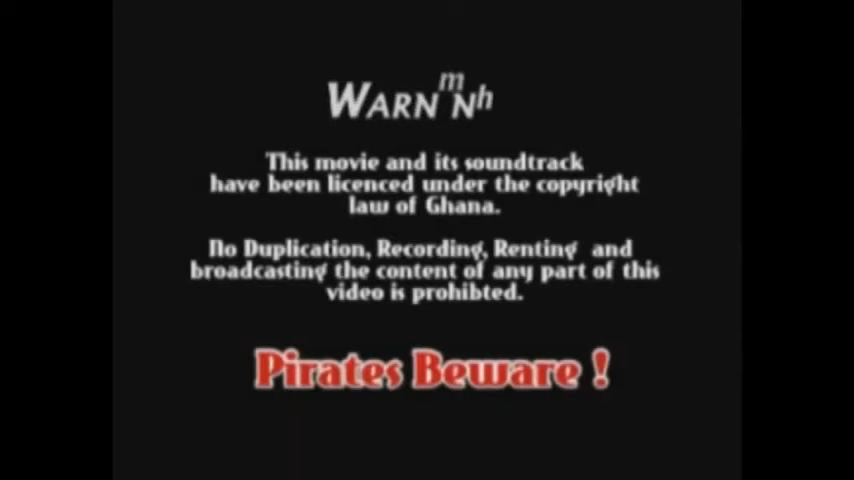 WARNmNh
This movie and its soundtrack
have been licenced under the copyright
law of Ghana.
No Duplication, Recording, Renting and
broadcasting the content of any part of this
video is prohibted.
Pirates Beware !